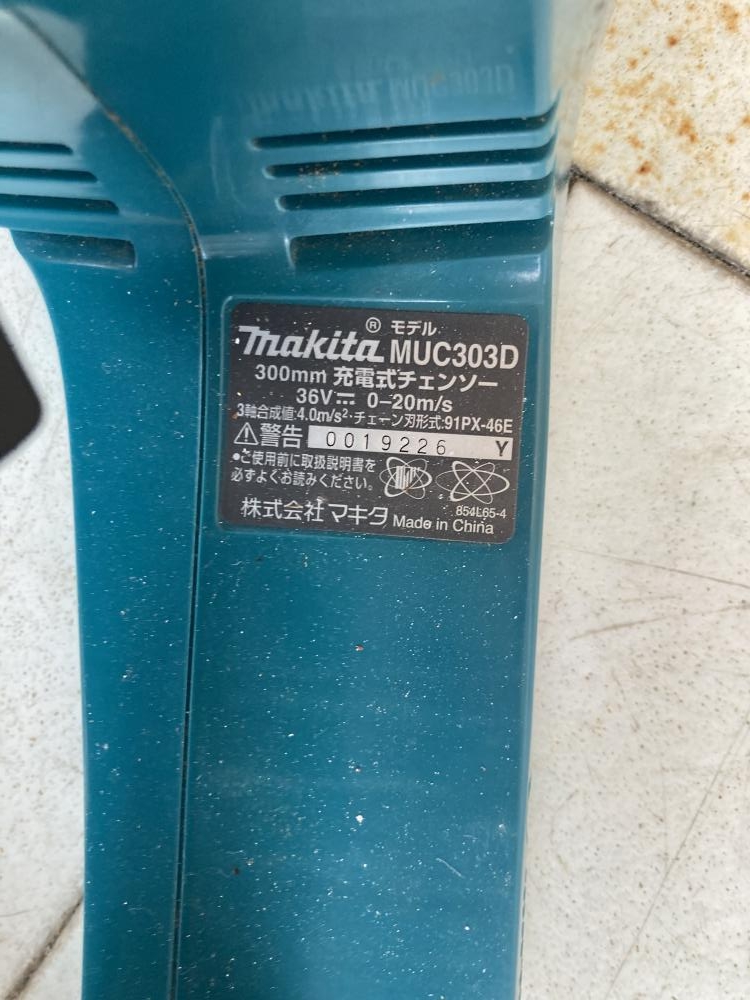 makita MUC303D
® モデル
makita MUC303D
300mm 充電式チェンソー
36V⎓ 0-20m/s
3軸合成値:4.0m/s²・チェーン刃形式:91PX-46E
⚠警告 0019226 Y
●ご使用前に取扱説明書を
必ずよくお読みください。
854L65-4
株式会社マキタ Made in China